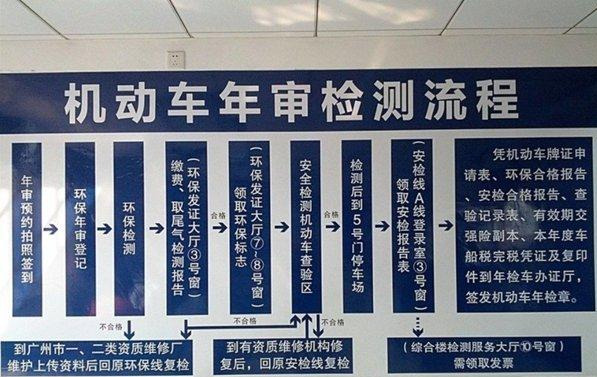 机动车年审检测流程
年审预约拍照签到
环保年审登记
环保检测
(环保发证大厅③号窗)
缴费、取尾气检测报告
合格
(环保发证大厅⑦~⑧号窗)
领取环保标志
安全检测机动车查验区
检测后到5号门停车场
合格
(安检线A线登录室③号窗)
领取安检报告表
凭机动车牌证申
请表、环保合格报告
、安检合格报告、查
验记录表、有效期交
强险副本、本年度车
船税完税凭证及复印
件到年检车办证厅，
签发机动车年检章。
不合格
不合格
到广州市一、二类资质维修厂
维护上传资料后回原环保线复检
到有资质维修机构修
复后，回原安检线复检
(综合楼检测服务大厅⑩号窗)
需领取发票